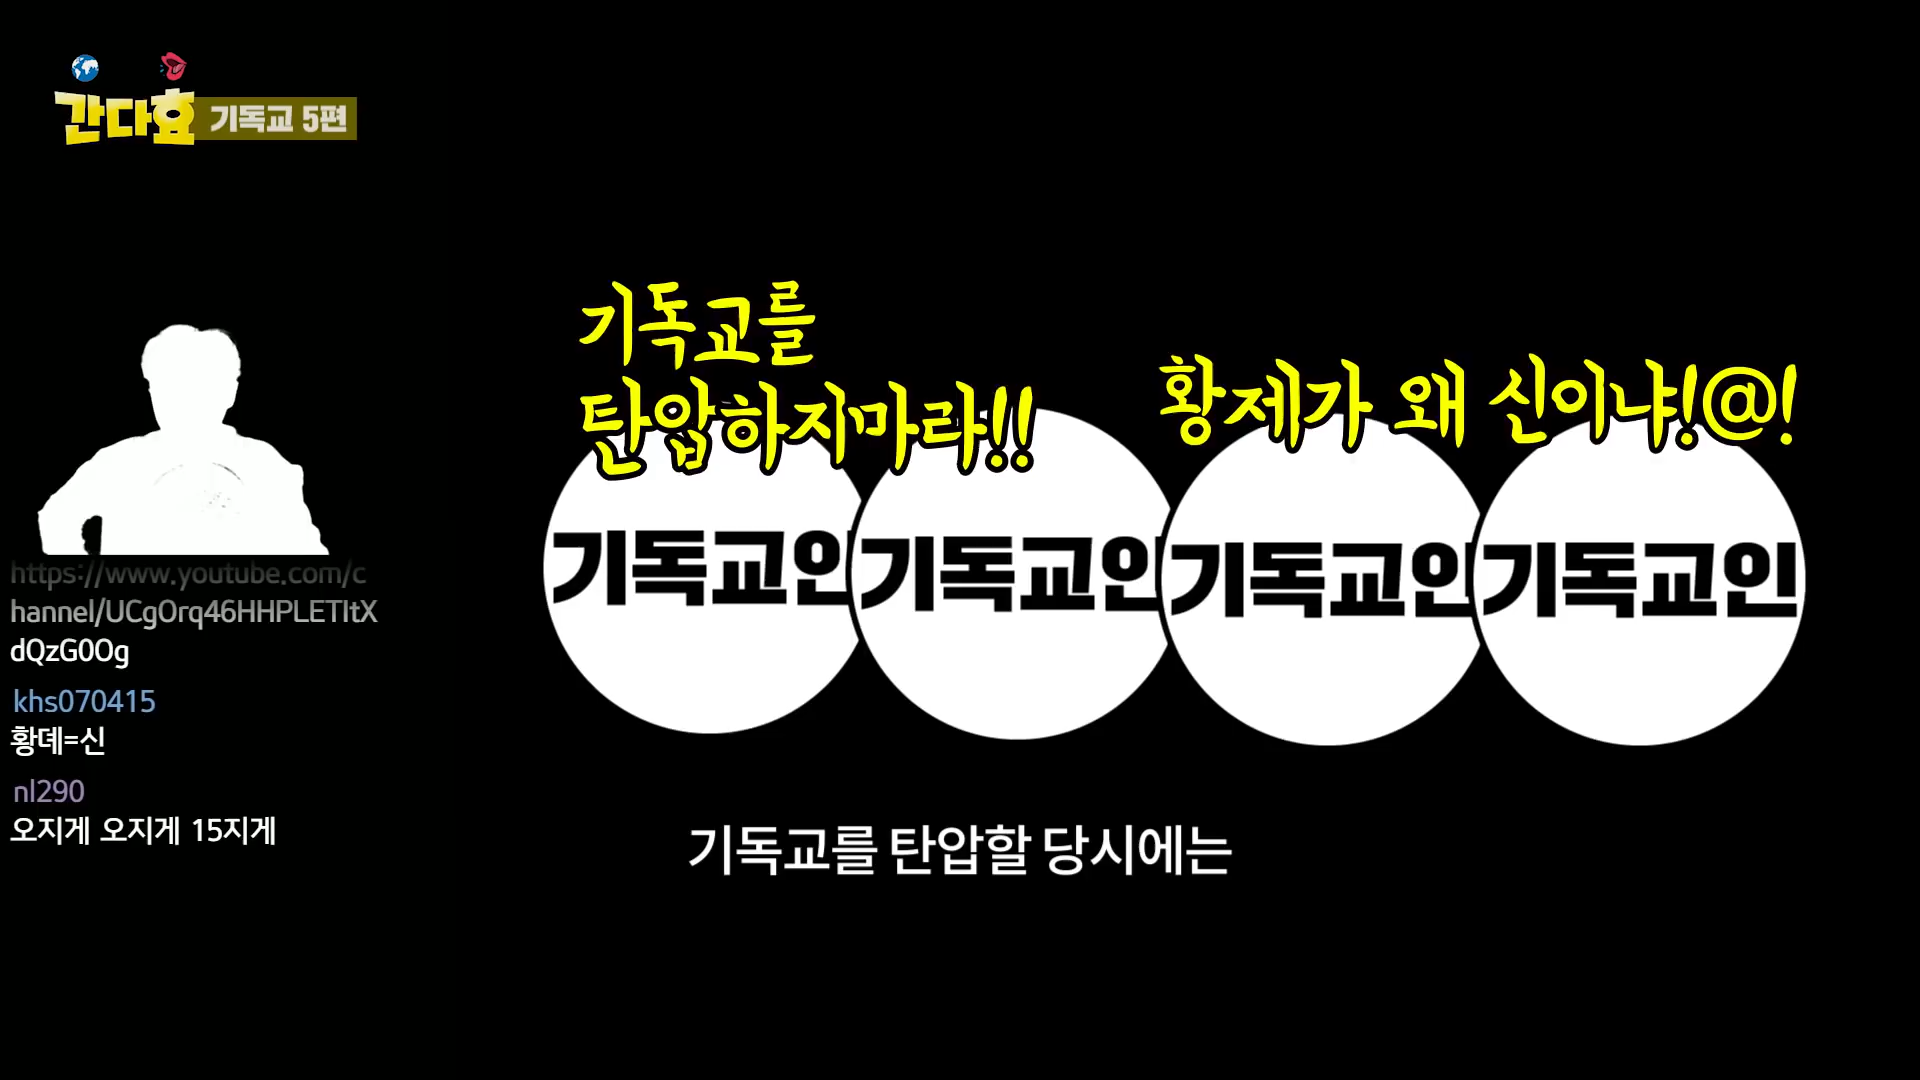 간다효 기독교 5편
기독교를
탄압하지마라!!
황제가 왜 신이냐!@!
기독교인 기독교인 기독교인 기독교인
https://www.youtube.com/c
hannel/UCgOrq46HHPLETItX
dQzG0Og
khs070415
황뎨=신
nl290
오지게 오지게 15지게
기독교를 탄압할 당시에는